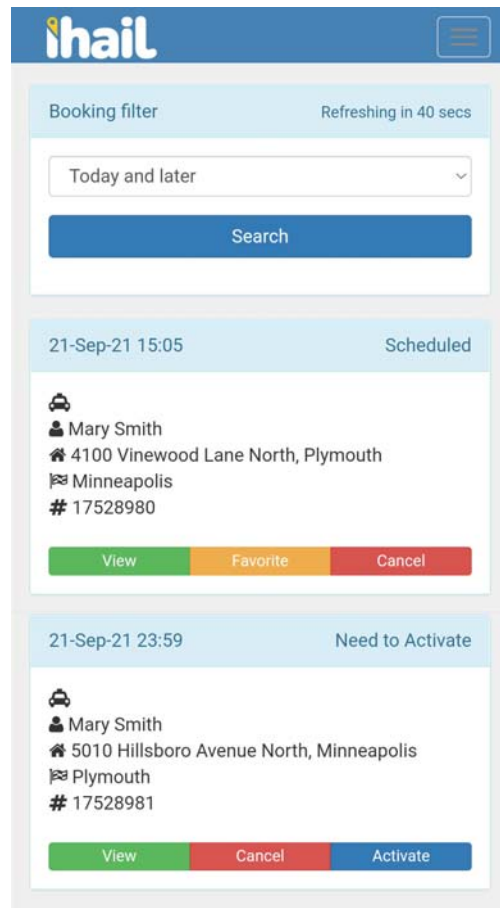 ihail
Booking filter Refreshing in 40 secs
Today and later
Search
21-Sep-21 15:05 Scheduled
Mary Smith
4100 Vinewood Lane North, Plymouth
Minneapolis
# 17528980
View Favorite Cancel
21-Sep-21 23:59 Need to Activate
Mary Smith
5010 Hillsboro Avenue North, Minneapolis
Plymouth
# 17528981
View Cancel Activate